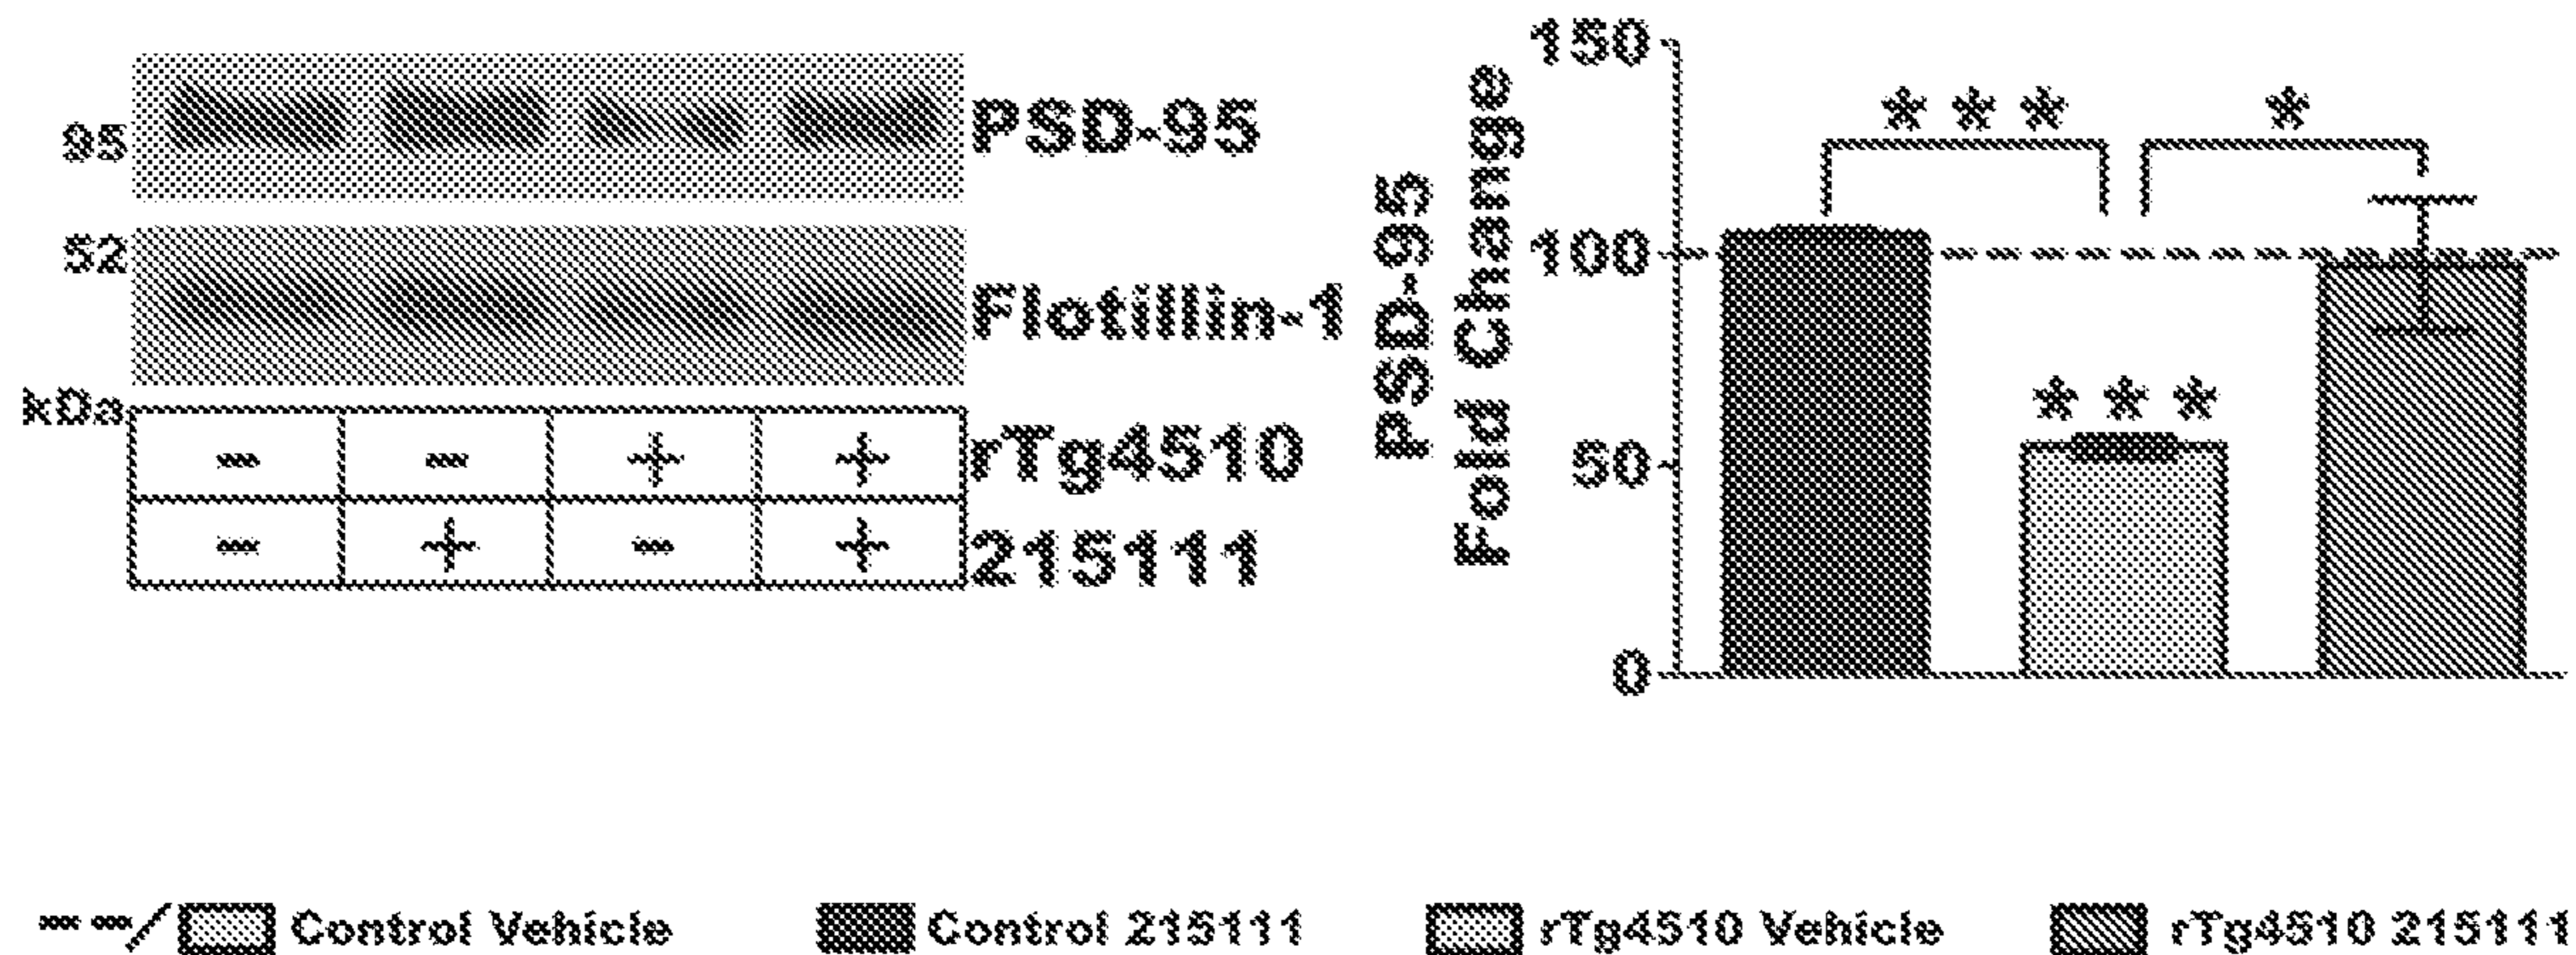 95 PSD-95
52 Flotillin-1
kDa
- - + + rTg4510
- + - + 215111
PSD-95
Fold Change
150
100
50
0
* * *
*
* * *
--/ Control Vehicle Control 215111 rTg4510 Vehicle rTg4510 215111